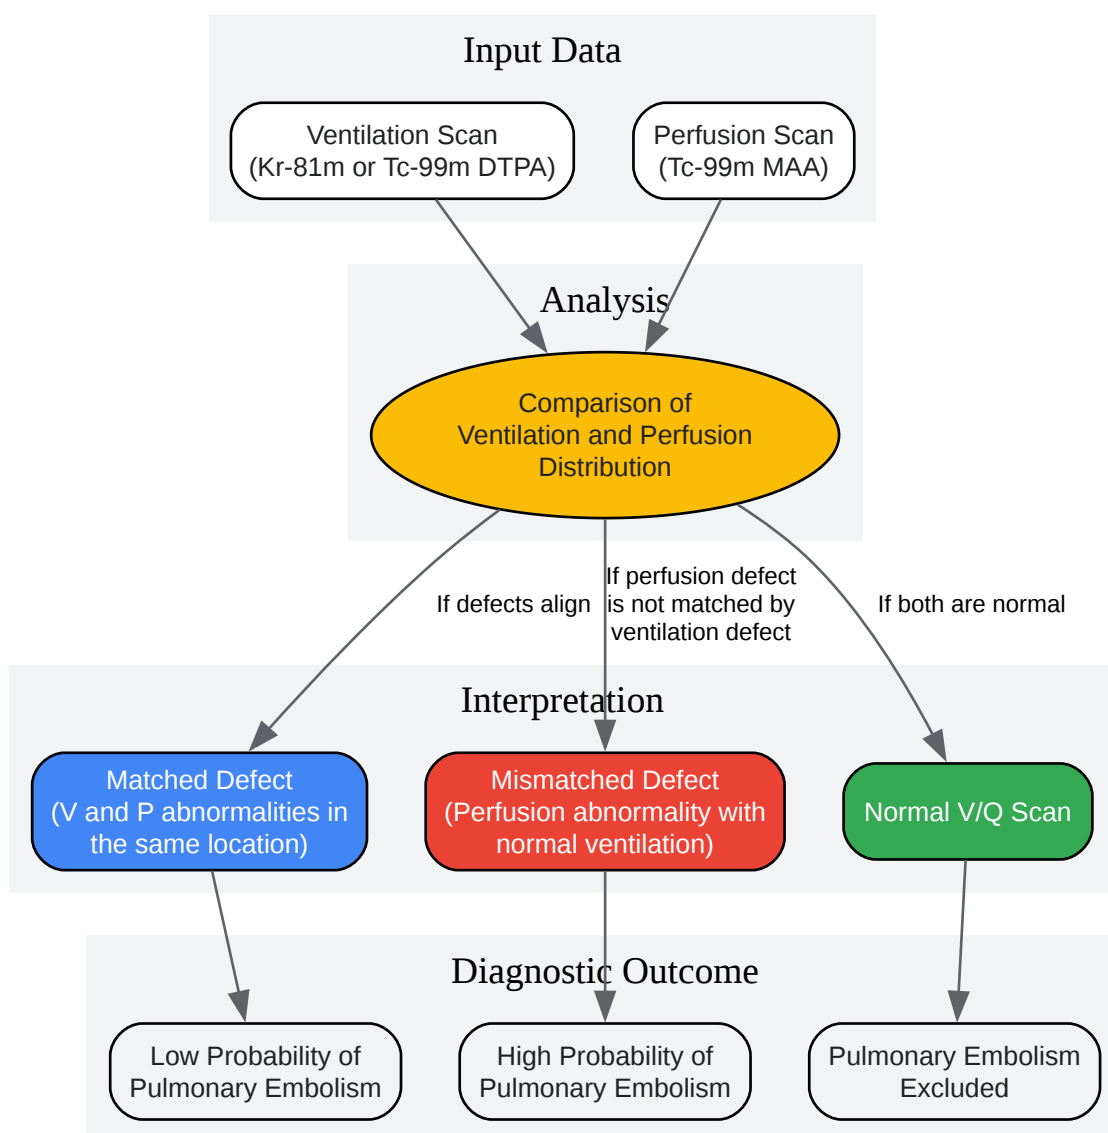 Input Data
Ventilation Scan
(Kr-81m or Tc-99m DTPA)
Perfusion Scan
(Tc-99m MAA)
Analysis
Comparison of
Ventilation and Perfusion
Distribution
If defects align
If perfusion defect
is not matched by
ventilation defect
If both are normal
Interpretation
Matched Defect
(V and P abnormalities in
the same location)
Mismatched Defect
(Perfusion abnormality with
normal ventilation)
Normal V/Q Scan
Diagnostic Outcome
Low Probability of
Pulmonary Embolism
High Probability of
Pulmonary Embolism
Pulmonary Embolism
Excluded